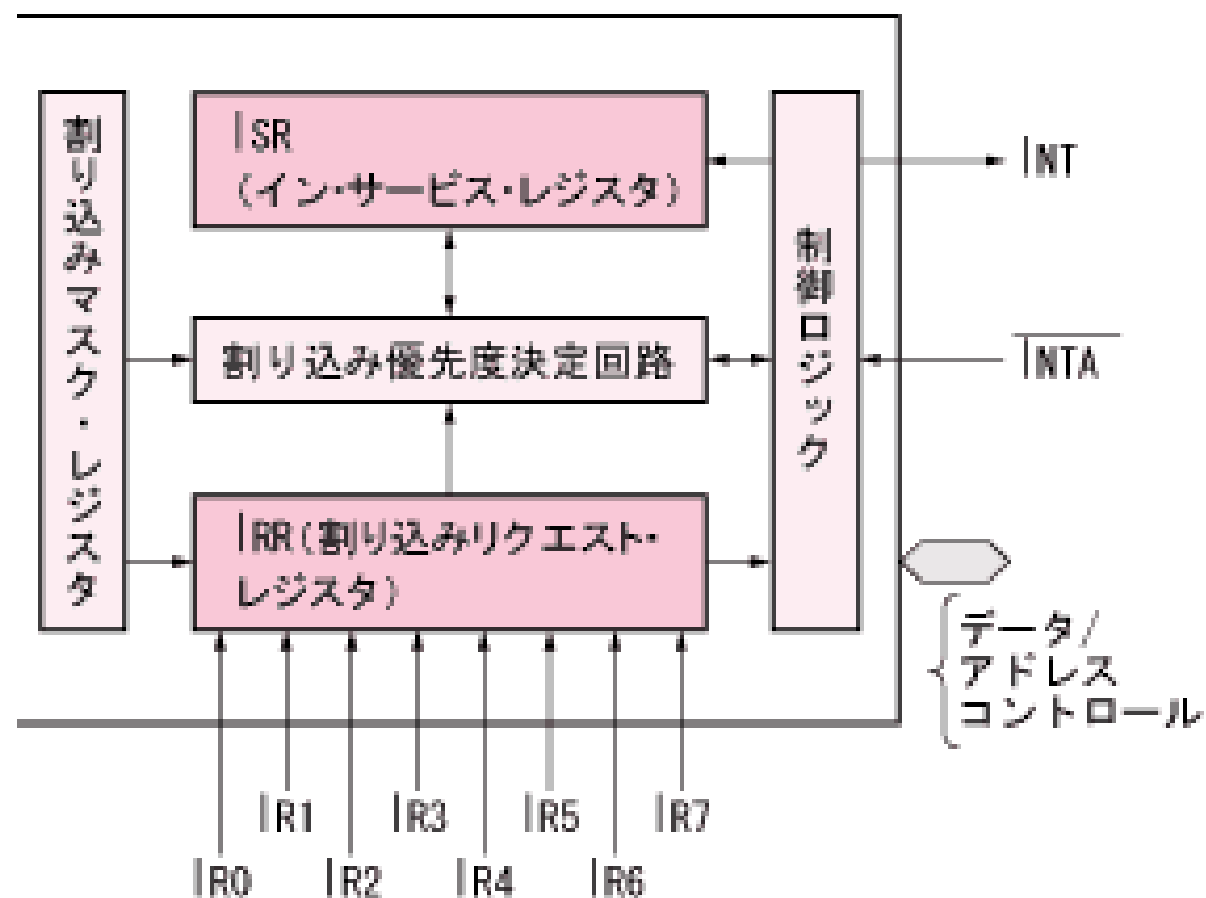 割り込みマスク・レジスタ
ISR
(イン・サービス・レジスタ)
割り込み優先度決定回路
IRR(割り込みリクエスト・
レジスタ)
制御ロジック
INT
INTA
データ/
アドレス
コントロール
IR1 IR3 IR5 IR7
IR0 IR2 IR4 IR6